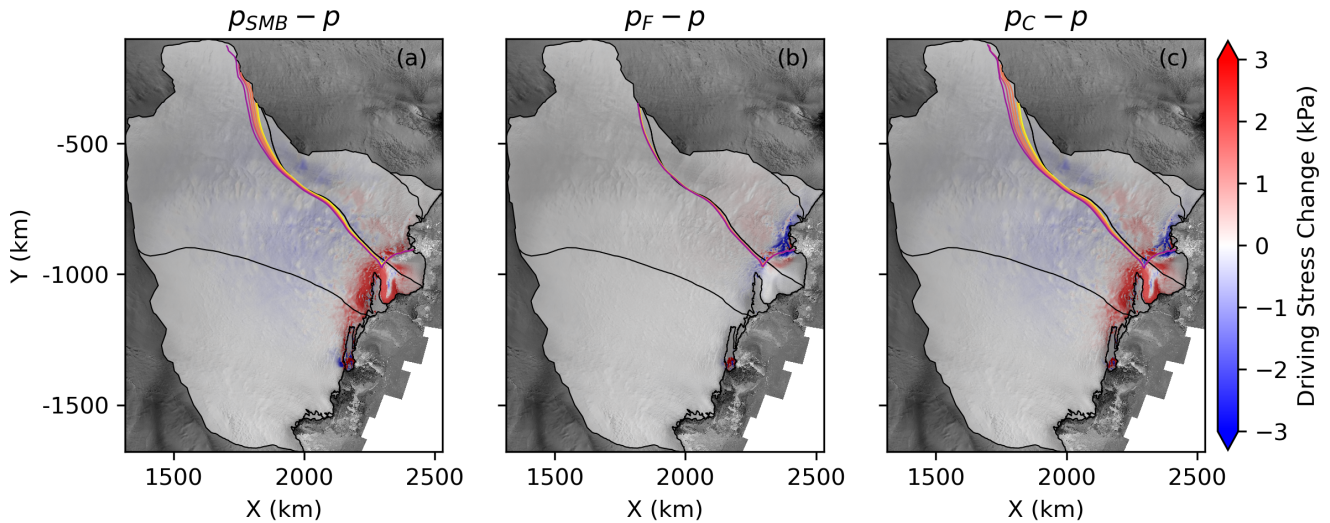 p_SMB − p
p_F − p
p_C − p
(a)
(b)
(c)
-500
-1000
-1500
Y (km)
1500 2000 2500
1500 2000 2500
1500 2000 2500
X (km)
X (km)
X (km)
3
2
1
0
−1
−2
−3
Driving Stress Change (kPa)